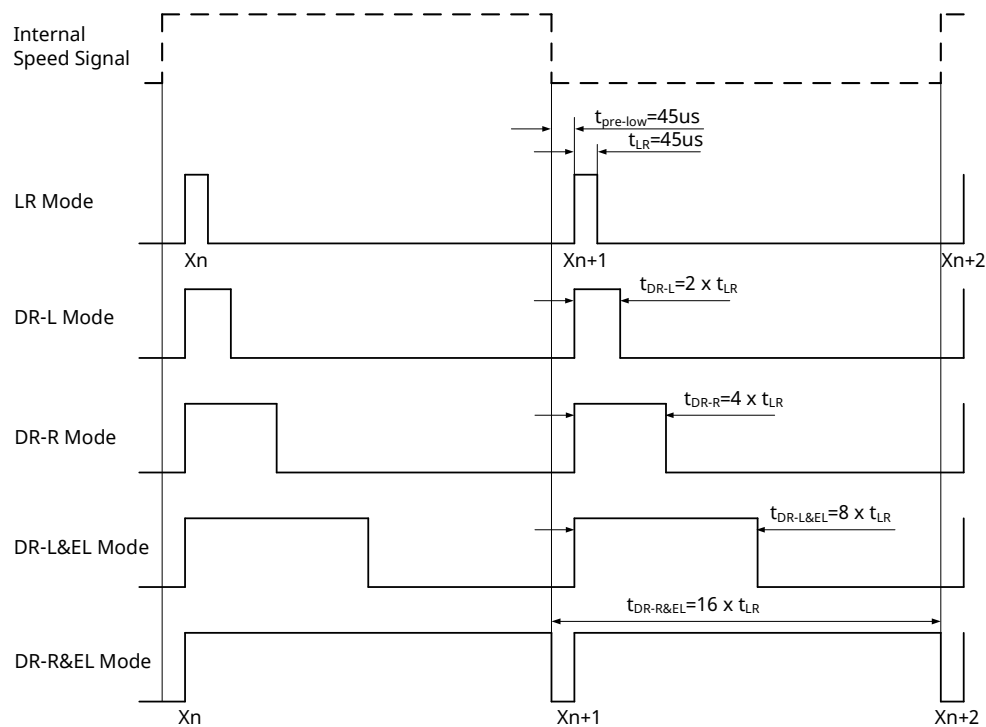 Internal
Speed Signal
tpre-low=45us
tLR=45us
LR Mode
Xn
Xn+1
Xn+2
tDR-L=2 x tLR
DR-L Mode
tDR-R=4 x tLR
DR-R Mode
tDR-L&EL=8 x tLR
DR-L&EL Mode
tDR-R&EL=16 x tLR
DR-R&EL Mode
Xn
Xn+1
Xn+2